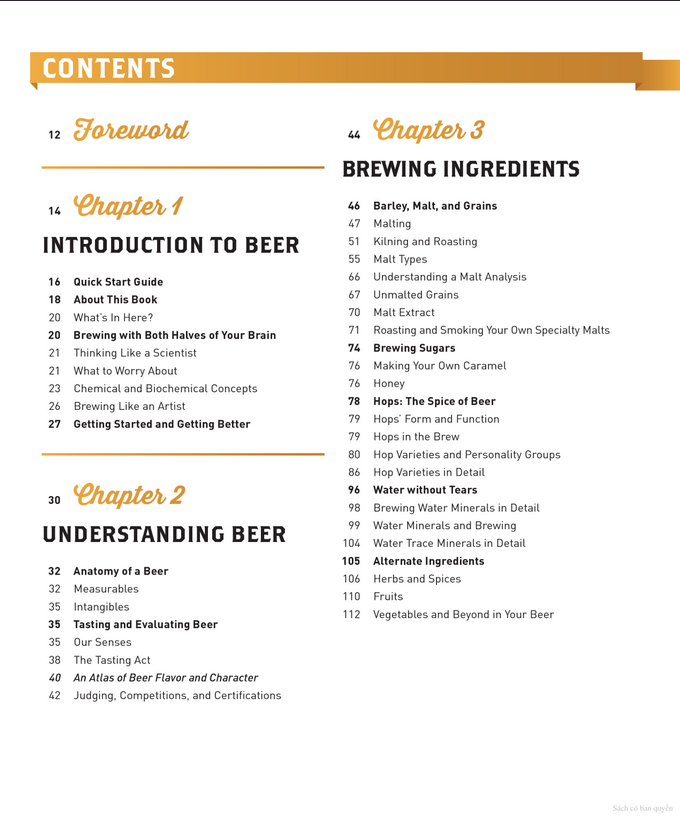 CONTENTS
12 Foreword
14 Chapter 1
INTRODUCTION TO BEER
16 Quick Start Guide
18 About This Book
20 What's In Here?
20 Brewing with Both Halves of Your Brain
21 Thinking Like a Scientist
21 What to Worry About
23 Chemical and Biochemical Concepts
26 Brewing Like an Artist
27 Getting Started and Getting Better
30 Chapter 2
UNDERSTANDING BEER
32 Anatomy of a Beer
32 Measurables
35 Intangibles
35 Tasting and Evaluating Beer
35 Our Senses
38 The Tasting Act
40 An Atlas of Beer Flavor and Character
42 Judging, Competitions, and Certifications
44 Chapter 3
BREWING INGREDIENTS
46 Barley, Malt, and Grains
47 Malting
51 Kilning and Roasting
55 Malt Types
66 Understanding a Malt Analysis
67 Unmalted Grains
70 Malt Extract
71 Roasting and Smoking Your Own Specialty Malts
74 Brewing Sugars
76 Making Your Own Caramel
76 Honey
78 Hops: The Spice of Beer
79 Hops' Form and Function
79 Hops in the Brew
80 Hop Varieties and Personality Groups
86 Hop Varieties in Detail
96 Water without Tears
98 Brewing Water Minerals in Detail
99 Water Minerals and Brewing
104 Water Trace Minerals in Detail
105 Alternate Ingredients
106 Herbs and Spices
110 Fruits
112 Vegetables and Beyond in Your Beer
Sách có bản quyền